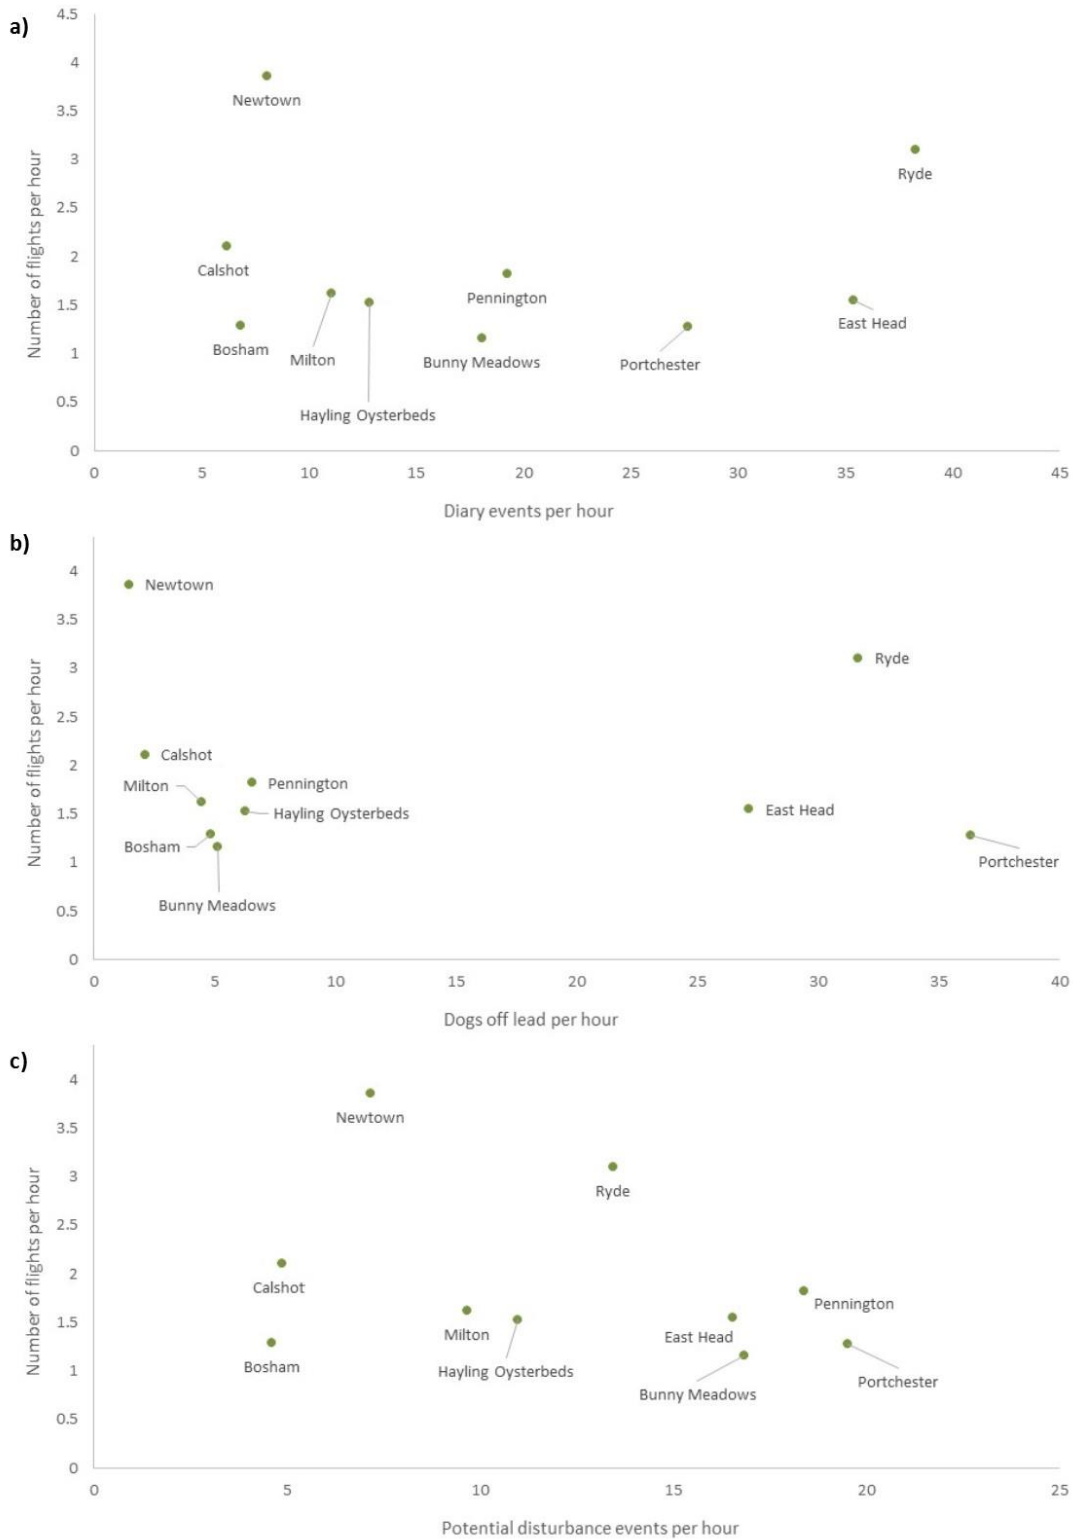 a)
Number of flights per hour
4.5
4
3.5
3
2.5
2
1.5
1
0.5
0
Newtown
Ryde
Calshot
Pennington
East Head
Bosham
Milton
Bunny Meadows
Portchester
Hayling Oysterbeds
0 5 10 15 20 25 30 35 40 45
Diary events per hour
b)
Number of flights per hour
4
3.5
3
2.5
2
1.5
1
0.5
0
Newtown
Ryde
Calshot
Milton
Pennington
East Head
Hayling Oysterbeds
Bosham
Portchester
Bunny Meadows
0 5 10 15 20 25 30 35 40
Dogs off lead per hour
c)
Number of flights per hour
4
3.5
3
2.5
2
1.5
1
0.5
0
Newtown
Ryde
Calshot
Pennington
Milton
East Head
Bosham
Hayling Oysterbeds
Portchester
Bunny Meadows
0 5 10 15 20 25
Potential disturbance events per hour